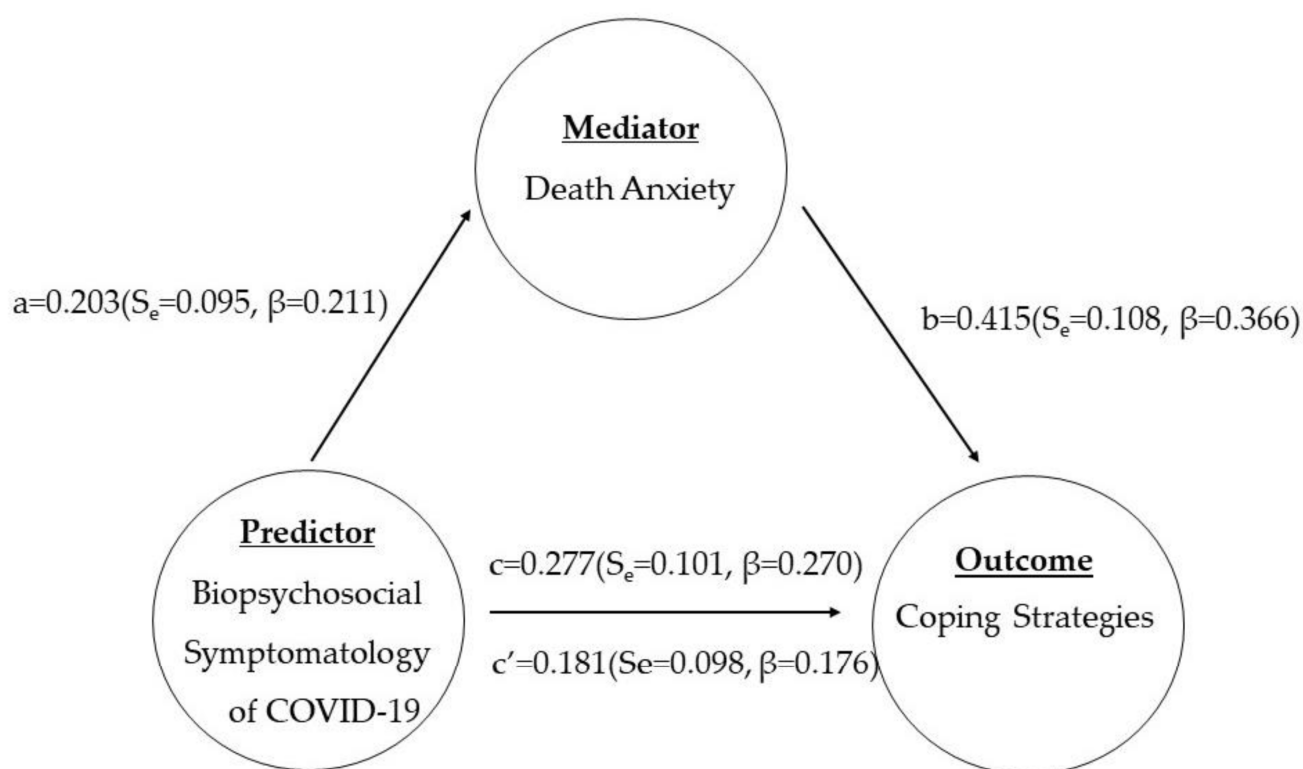 Mediator
Death Anxiety
a=0.203(Sₑ=0.095, β=0.211)
b=0.415(Sₑ=0.108, β=0.366)
Predictor
Biopsychosocial
Symptomatology
of COVID-19
c=0.277(Sₑ=0.101, β=0.270)
c’=0.181(Se=0.098, β=0.176)
Outcome
Coping Strategies